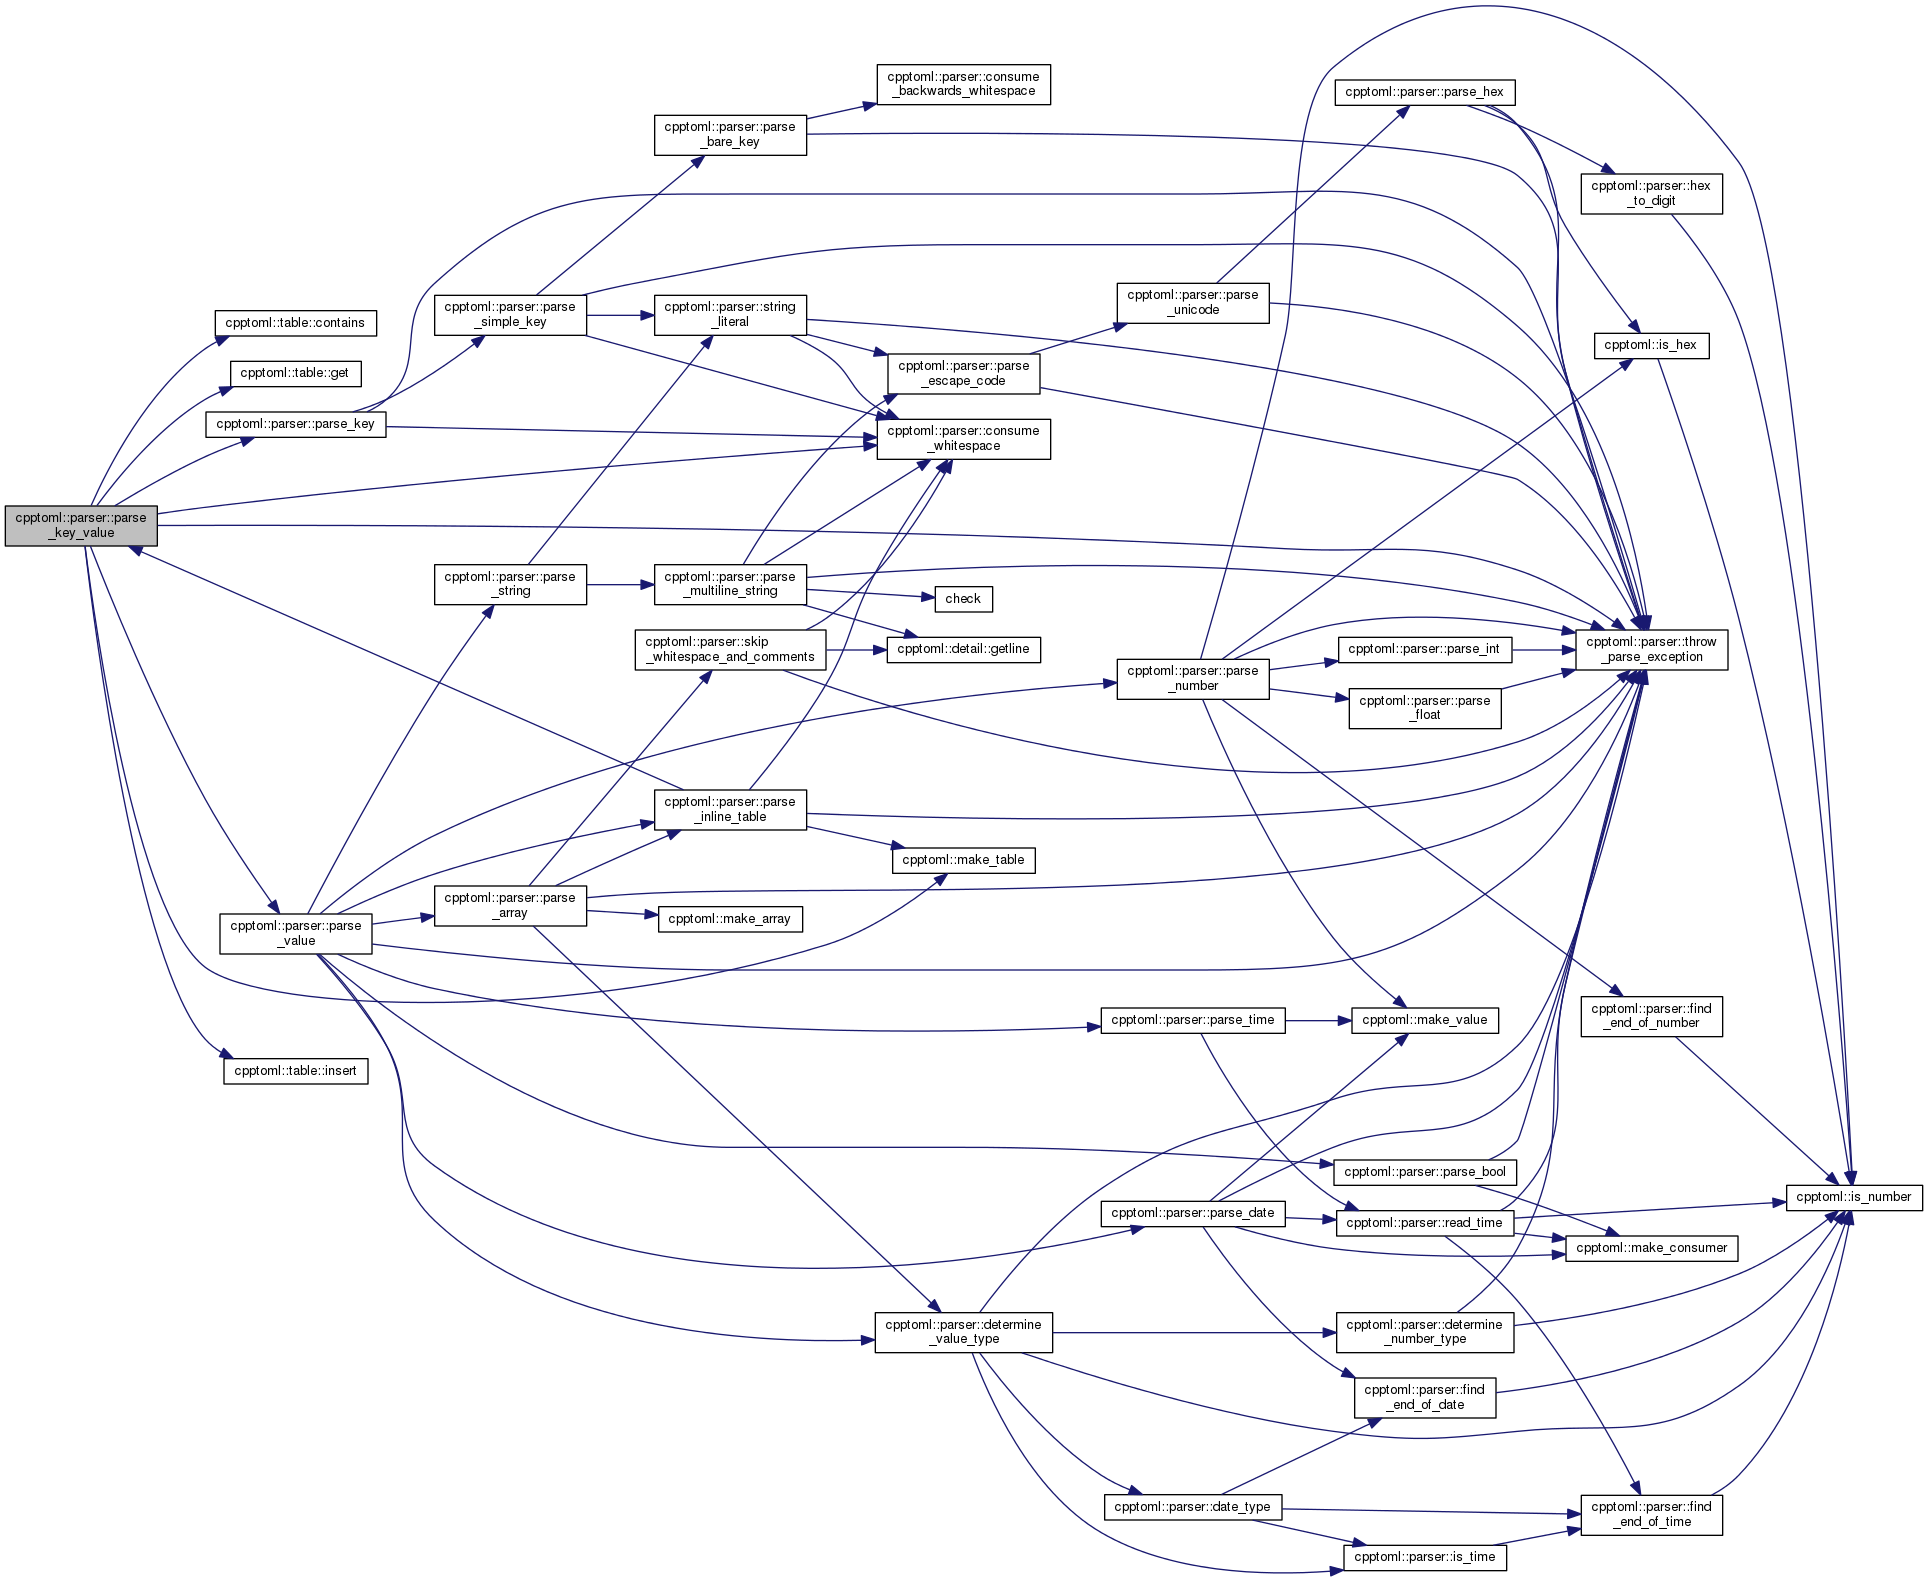 cpptoml::parser::consume
_backwards_whitespace
cpptoml::parser::parse_hex
cpptoml::parser::parse
_bare_key
cpptoml::parser::hex
_to_digit
cpptoml::parser::parse
_unicode
cpptoml::table::contains
cpptoml::parser::parse
_simple_key
cpptoml::parser::string
_literal
cpptoml::is_hex
cpptoml::table::get
cpptoml::parser::parse
_escape_code
cpptoml::parser::parse_key
cpptoml::parser::consume
_whitespace
cpptoml::parser::parse
_key_value
cpptoml::parser::parse
_string
cpptoml::parser::parse
_multiline_string
check
cpptoml::parser::skip
_whitespace_and_comments
cpptoml::detail::getline
cpptoml::parser::parse_int
cpptoml::parser::throw
_parse_exception
cpptoml::parser::parse
_number
cpptoml::parser::parse
_float
cpptoml::parser::parse
_inline_table
cpptoml::make_table
cpptoml::parser::parse
_array
cpptoml::make_array
cpptoml::parser::parse
_value
cpptoml::parser::parse_time
cpptoml::make_value
cpptoml::parser::find
_end_of_number
cpptoml::table::insert
cpptoml::parser::parse_bool
cpptoml::is_number
cpptoml::parser::parse_date
cpptoml::parser::read_time
cpptoml::make_consumer
cpptoml::parser::determine
_value_type
cpptoml::parser::determine
_number_type
cpptoml::parser::find
_end_of_date
cpptoml::parser::date_type
cpptoml::parser::find
_end_of_time
cpptoml::parser::is_time